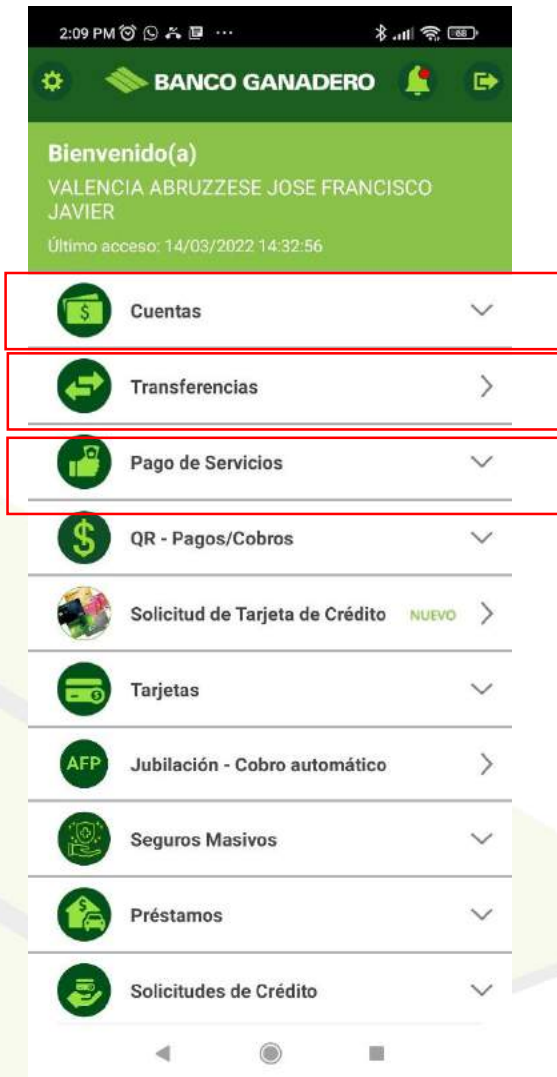 2:09 PM
68
BANCO GANADERO
Bienvenido(a)
VALENCIA ABRUZZESE JOSE FRANCISCO
JAVIER
Último acceso: 14/03/2022 14:32:56
$ Cuentas
Transferencias
Pago de Servicios
$ QR - Pagos/Cobros
Solicitud de Tarjeta de Crédito NUEVO
Tarjetas
AFP Jubilación - Cobro automático
Seguros Masivos
$ Préstamos
Solicitudes de Crédito